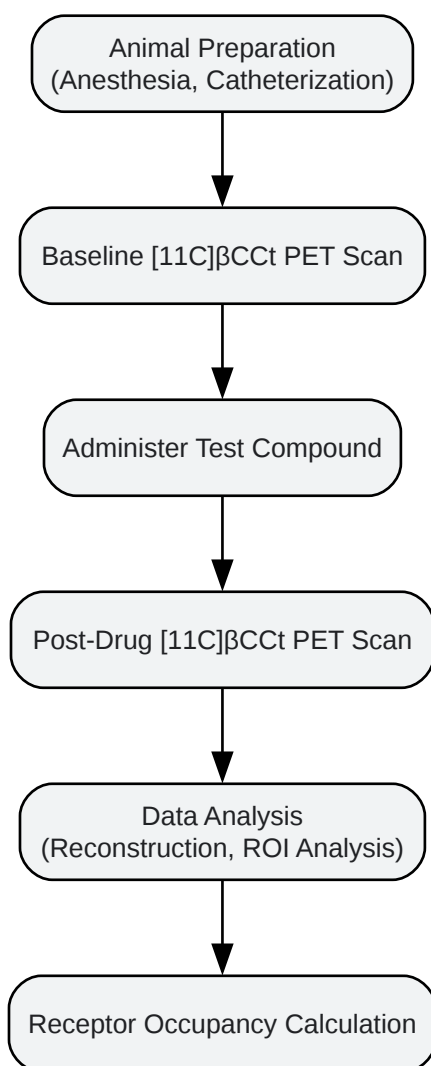 Animal Preparation
(Anesthesia, Catheterization)
Baseline [11C]βCCt PET Scan
Administer Test Compound
Post-Drug [11C]βCCt PET Scan
Data Analysis
(Reconstruction, ROI Analysis)
Receptor Occupancy Calculation